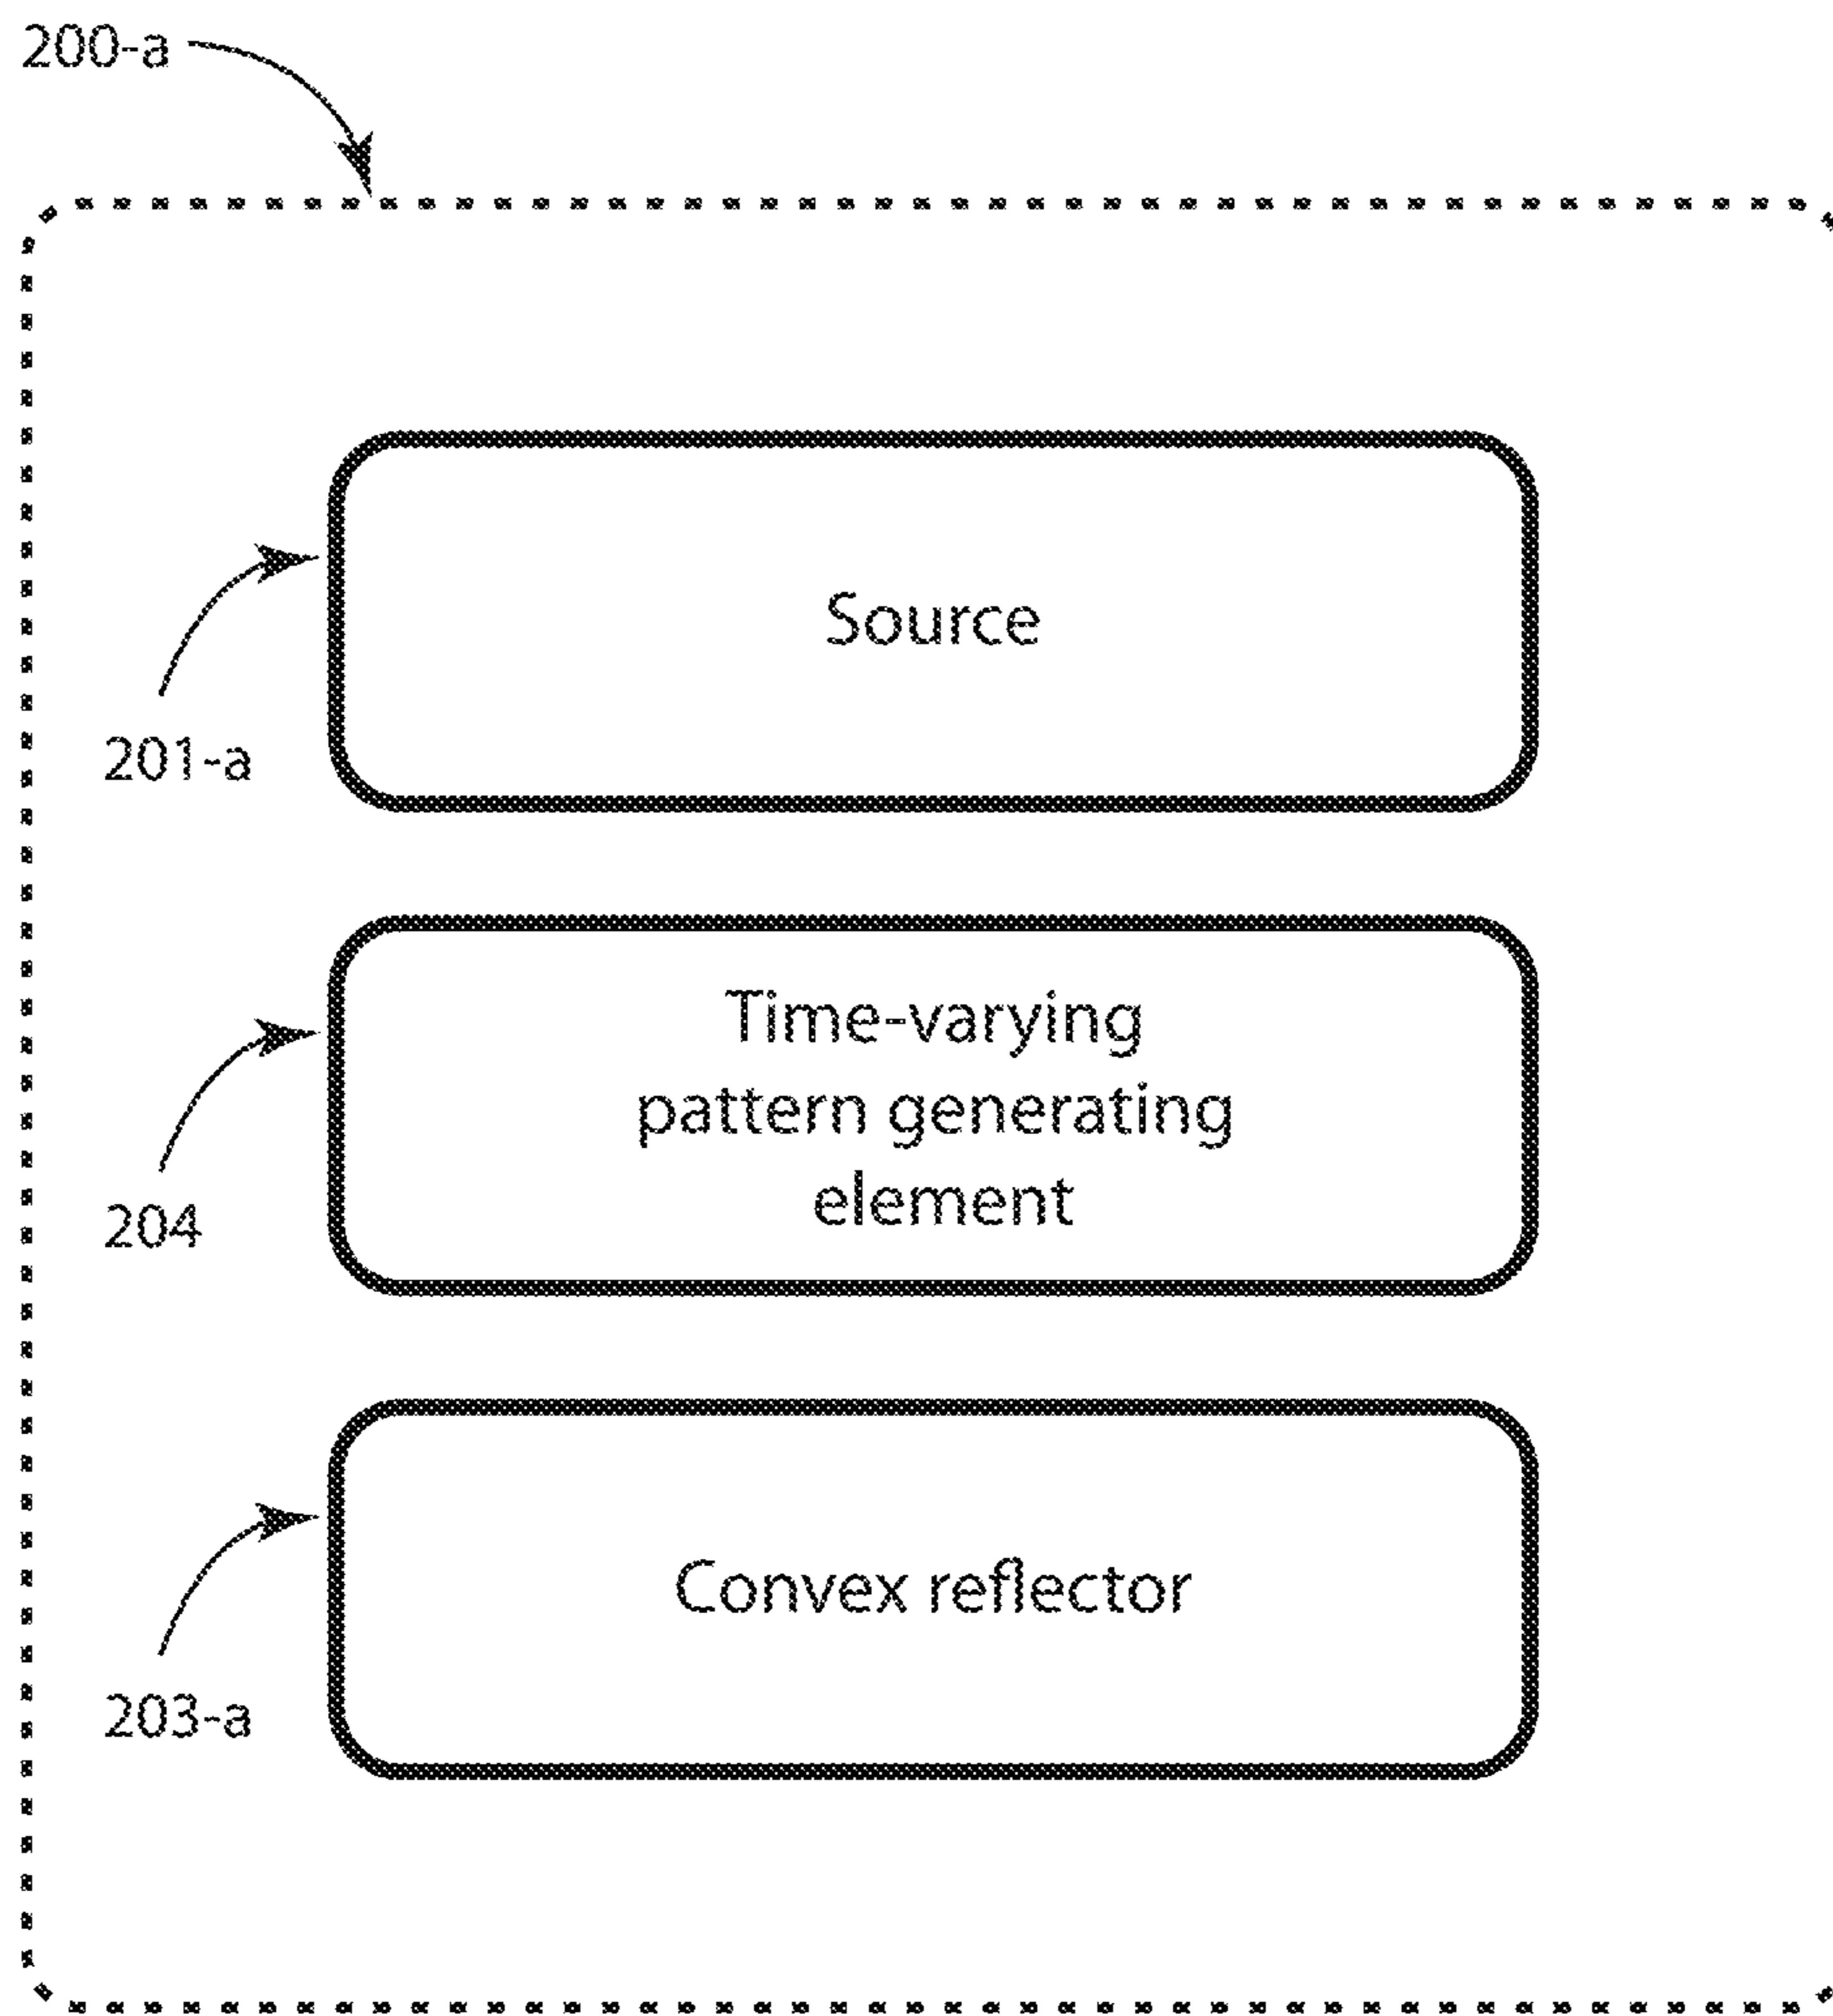 200-a
Source
201-a
Time-varying
pattern generating
element
204
Convex reflector
203-a